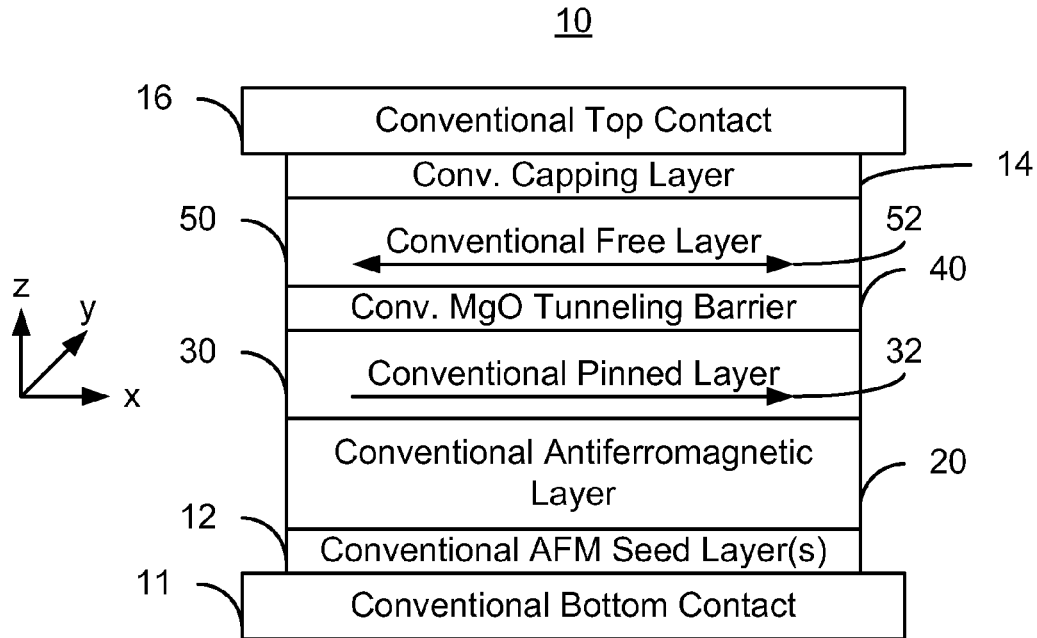 10
16
Conventional Top Contact
Conv. Capping Layer
14
50
Conventional Free Layer
52
Conv. MgO Tunneling Barrier
40
z
y
x
30
Conventional Pinned Layer
32
Conventional Antiferromagnetic
Layer
20
12
Conventional AFM Seed Layer(s)
11
Conventional Bottom Contact